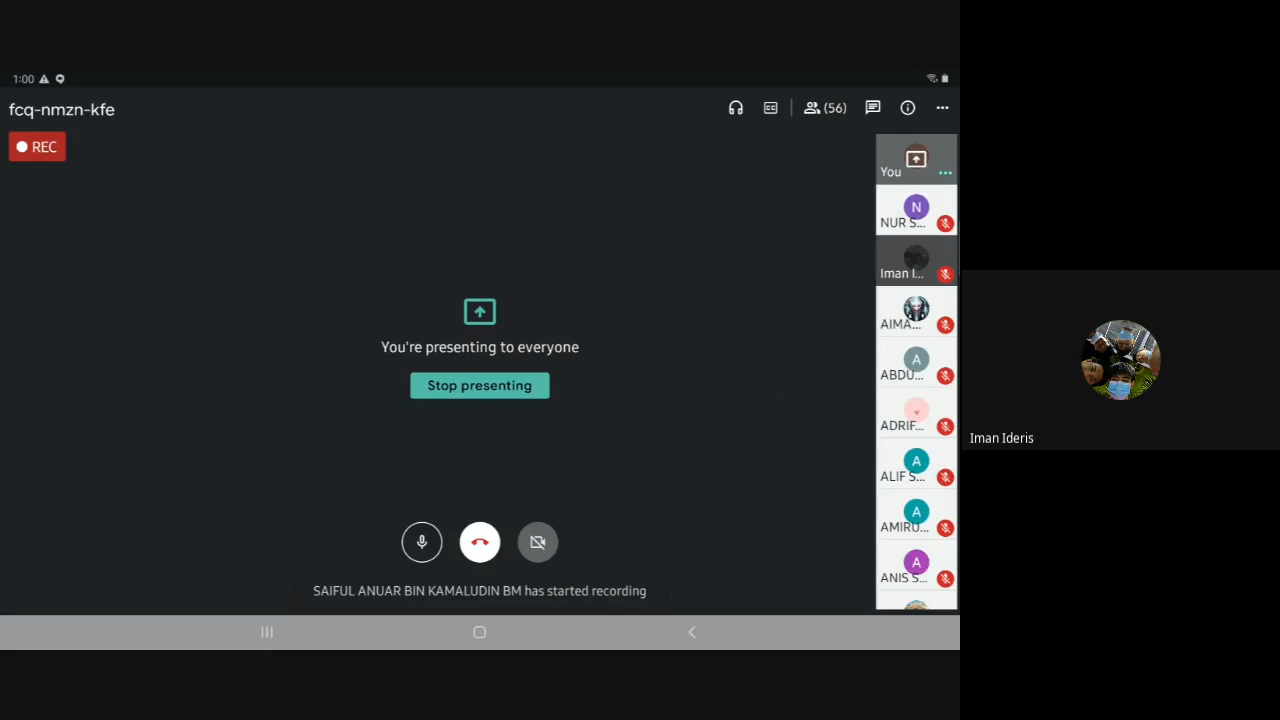 1:00
fcq-nmzn-kfe
(56)
REC
You
N
NUR S...
Iman I...
AIMA...
A
ABDU...
ADRIF...
A
ALIF S...
A
AMIRU...
A
ANIS S...
You're presenting to everyone
Stop presenting
SAIFUL ANUAR BIN KAMALUDIN BM has started recording
Iman Ideris